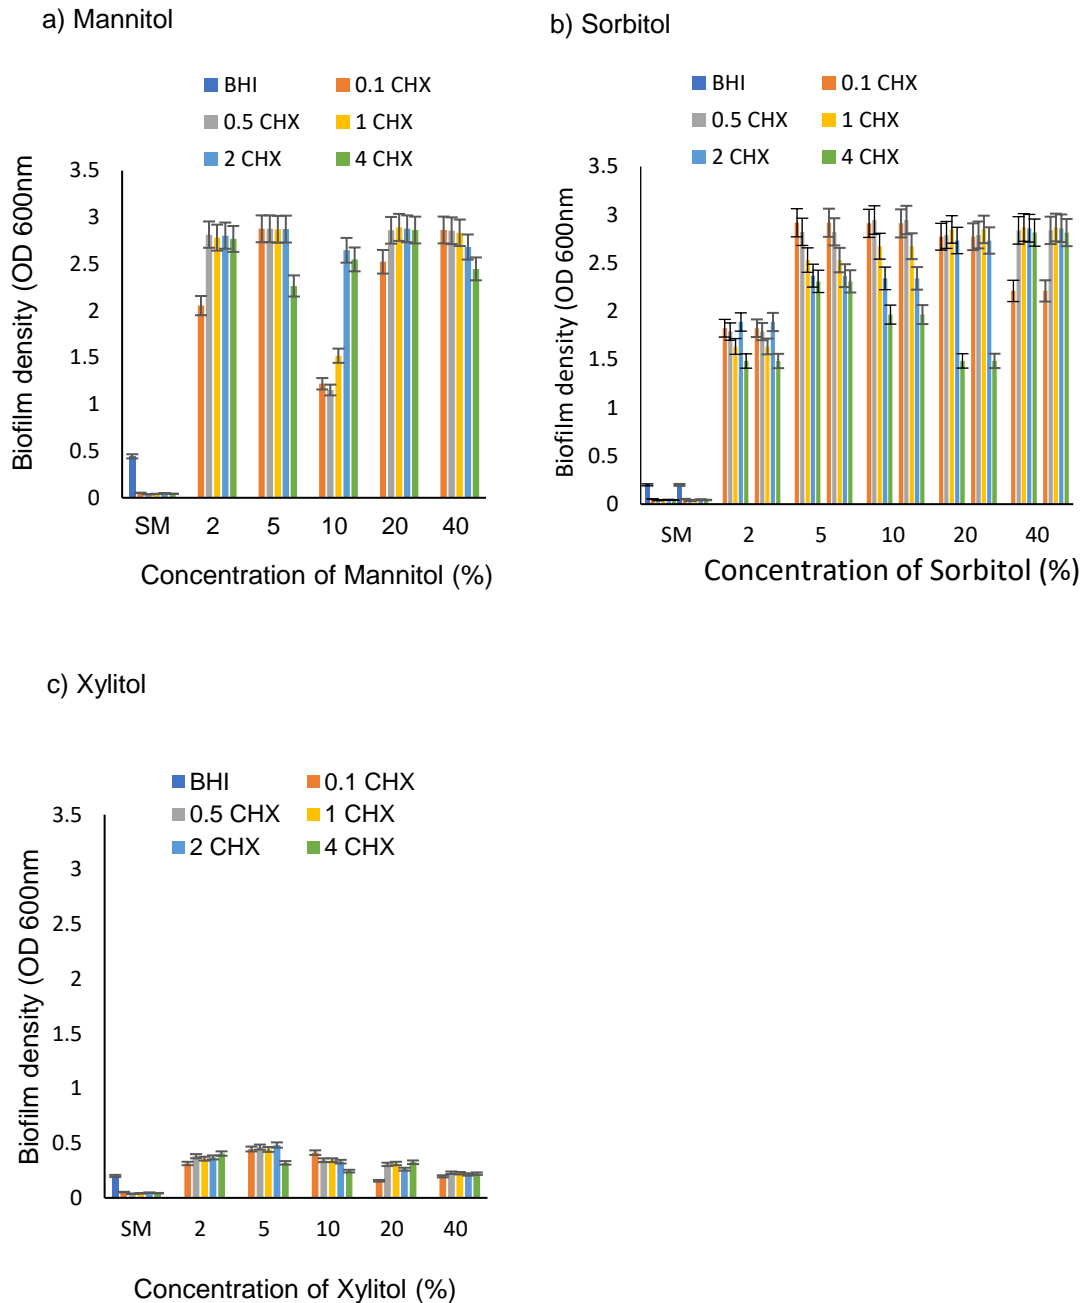 a) Mannitol
BHI 0.1 CHX
0.5 CHX 1 CHX
2 CHX 4 CHX
3.5
3
2.5
2
1.5
1
0.5
0
Biofilm density (OD 600nm
SM 2 5 10 20 40
Concentration of Mannitol (%)
b) Sorbitol
BHI 0.1 CHX
0.5 CHX 1 CHX
2 CHX 4 CHX
3.5
3
2.5
2
1.5
1
0.5
0
Biofilm density (OD 600nm
SM 2 5 10 20 40
Concentration of Sorbitol (%)
c) Xylitol
BHI 0.1 CHX
0.5 CHX 1 CHX
2 CHX 4 CHX
3.5
3
2.5
2
1.5
1
0.5
0
Biofilm density (OD 600nm
SM 2 5 10 20 40
Concentration of Xylitol (%)